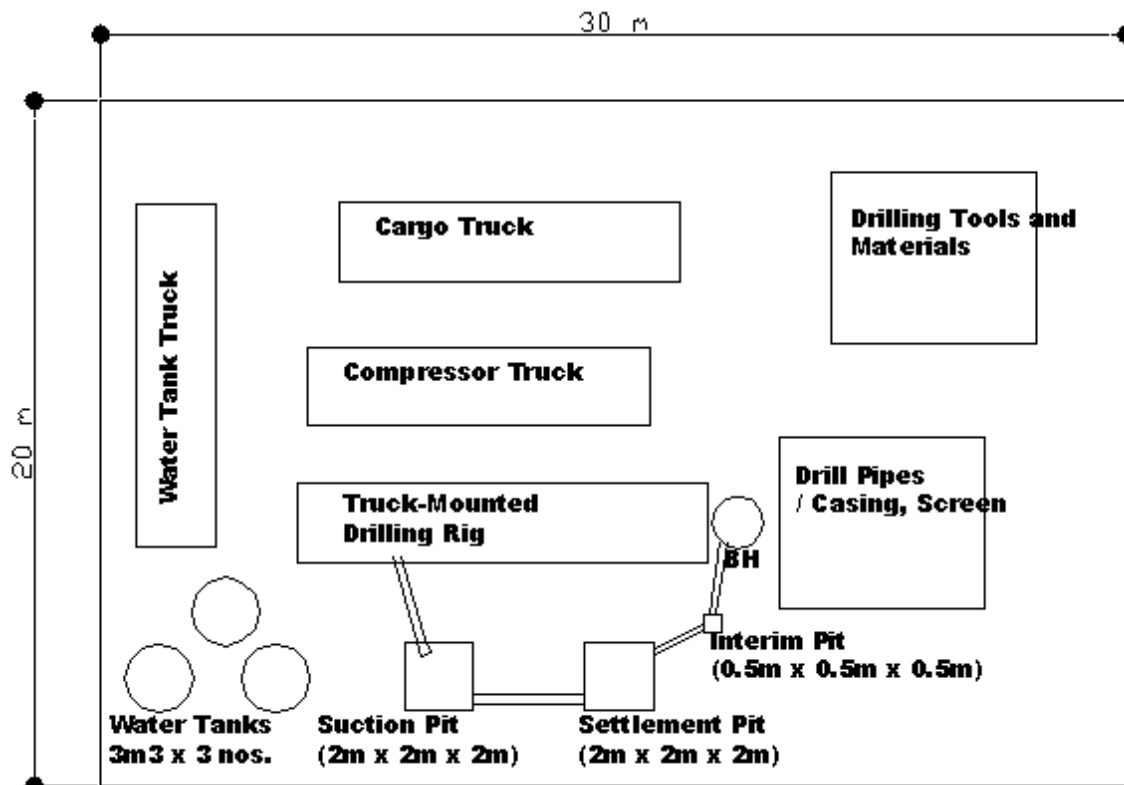 30 m
20 m
Water Tank Truck
Cargo Truck
Drilling Tools and
Materials
Compressor Truck
Truck-Mounted
Drilling Rig
Drill Pipes
/ Casing, Screen
BH
Interim Pit
(0.5m x 0.5m x 0.5m)
Water Tanks
3m3 x 3 nos.
Suction Pit
(2m x 2m x 2m)
Settlement Pit
(2m x 2m x 2m)